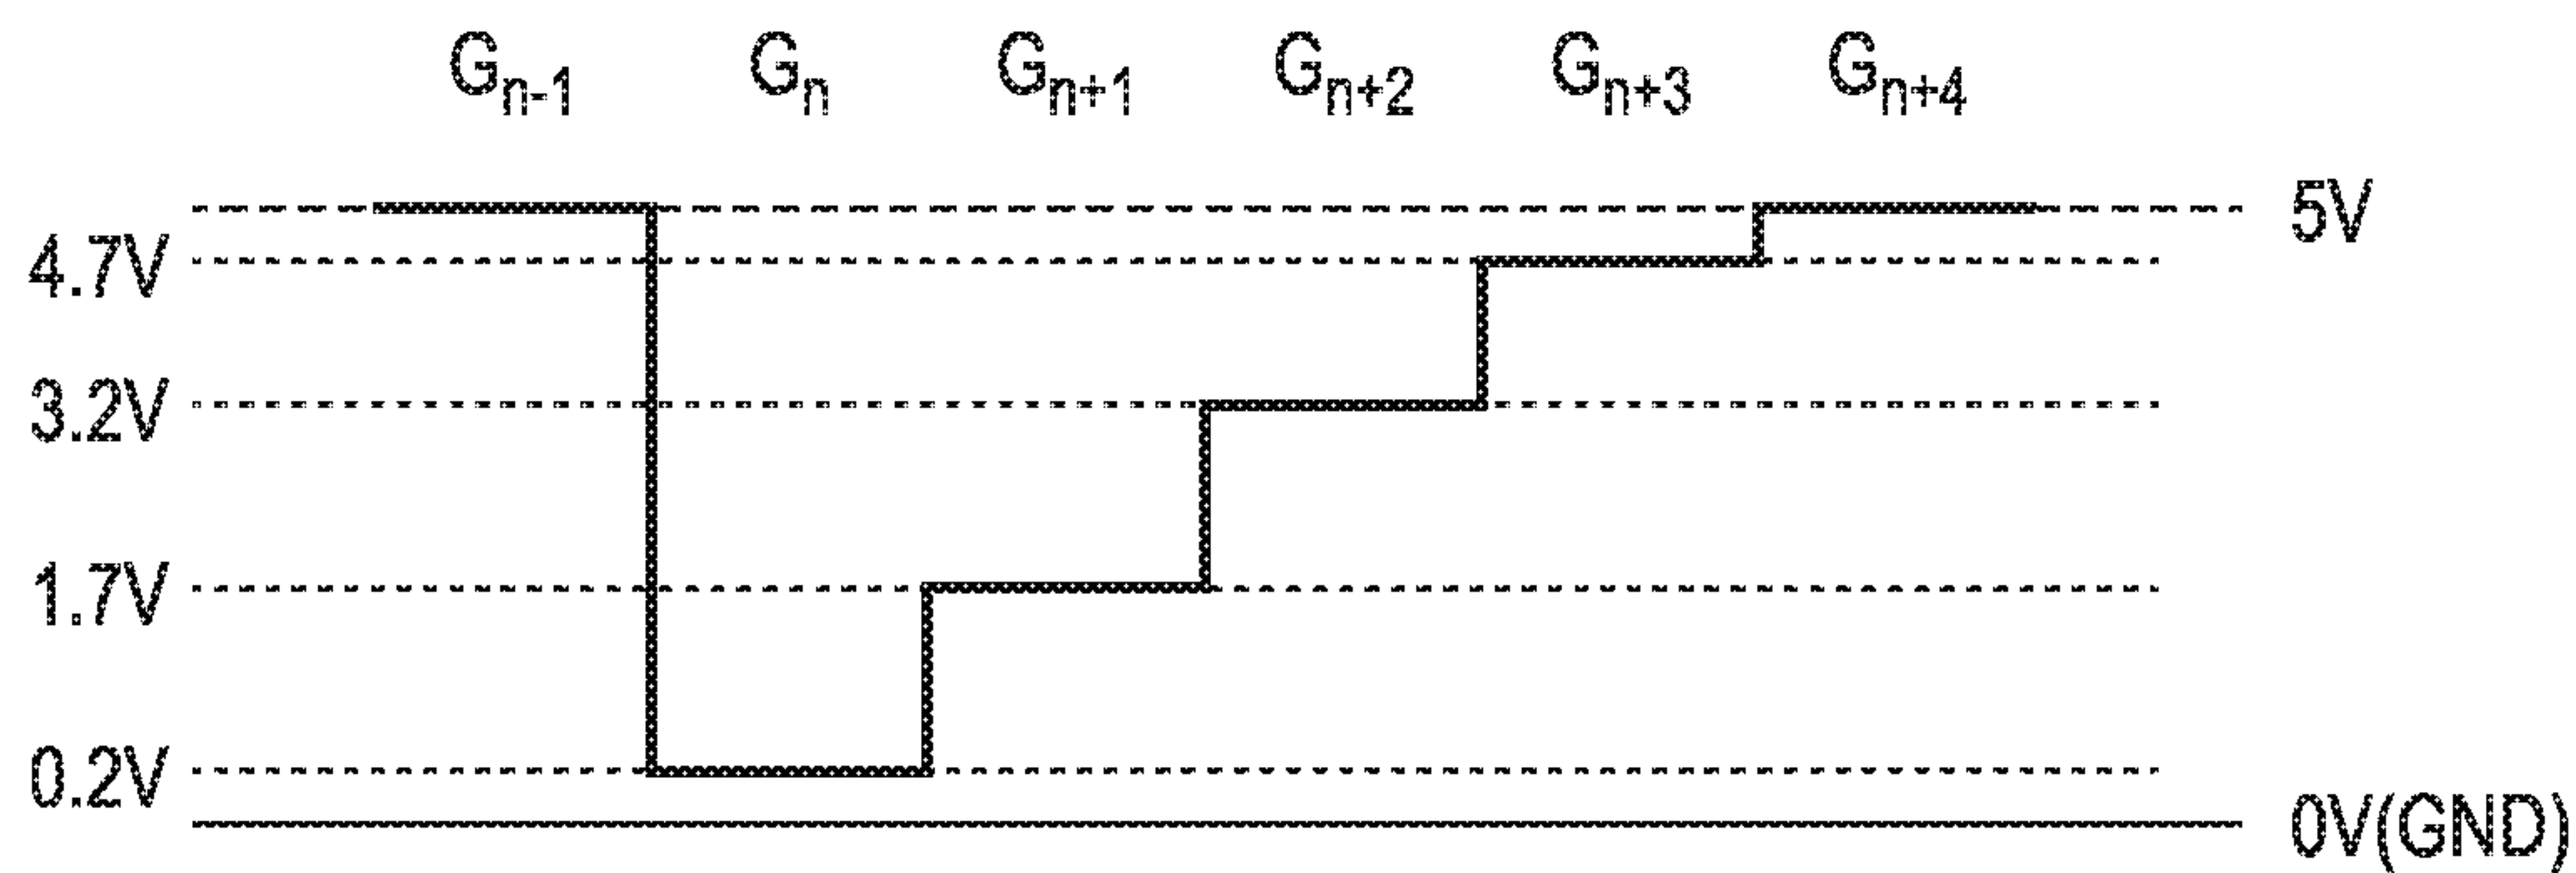 Gn-1 Gn Gn+1 Gn+2 Gn+3 Gn+4
5V
4.7V
3.2V
1.7V
0.2V
0V(GND)